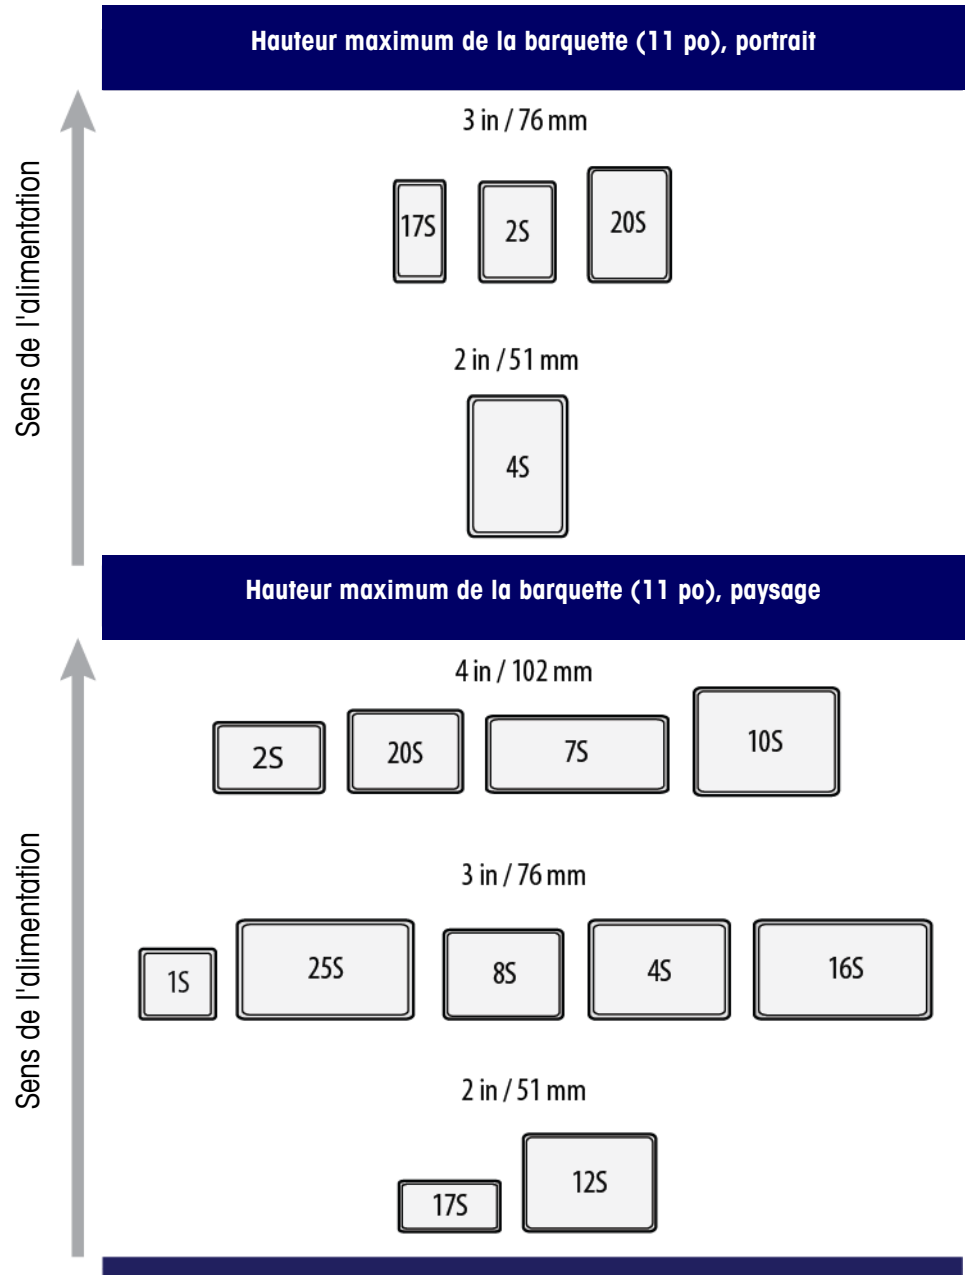 Hauteur maximum de la barquette (11 po), portrait
Sens de l'alimentation
3 in / 76 mm
17S
2S
20S
2 in / 51 mm
4S
Hauteur maximum de la barquette (11 po), paysage
Sens de l'alimentation
4 in / 102 mm
2S
20S
7S
10S
3 in / 76 mm
1S
25S
8S
4S
16S
2 in / 51 mm
17S
12S